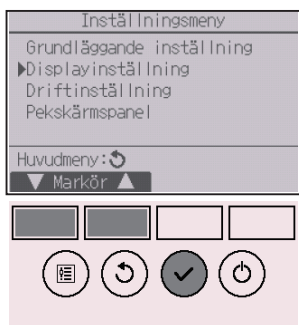 Inställningsmeny
Grundläggande inställning
▶Displayinställning
Driftinställning
Pekskärmspanel
Huvudmeny:↺
▼ Markör ▲